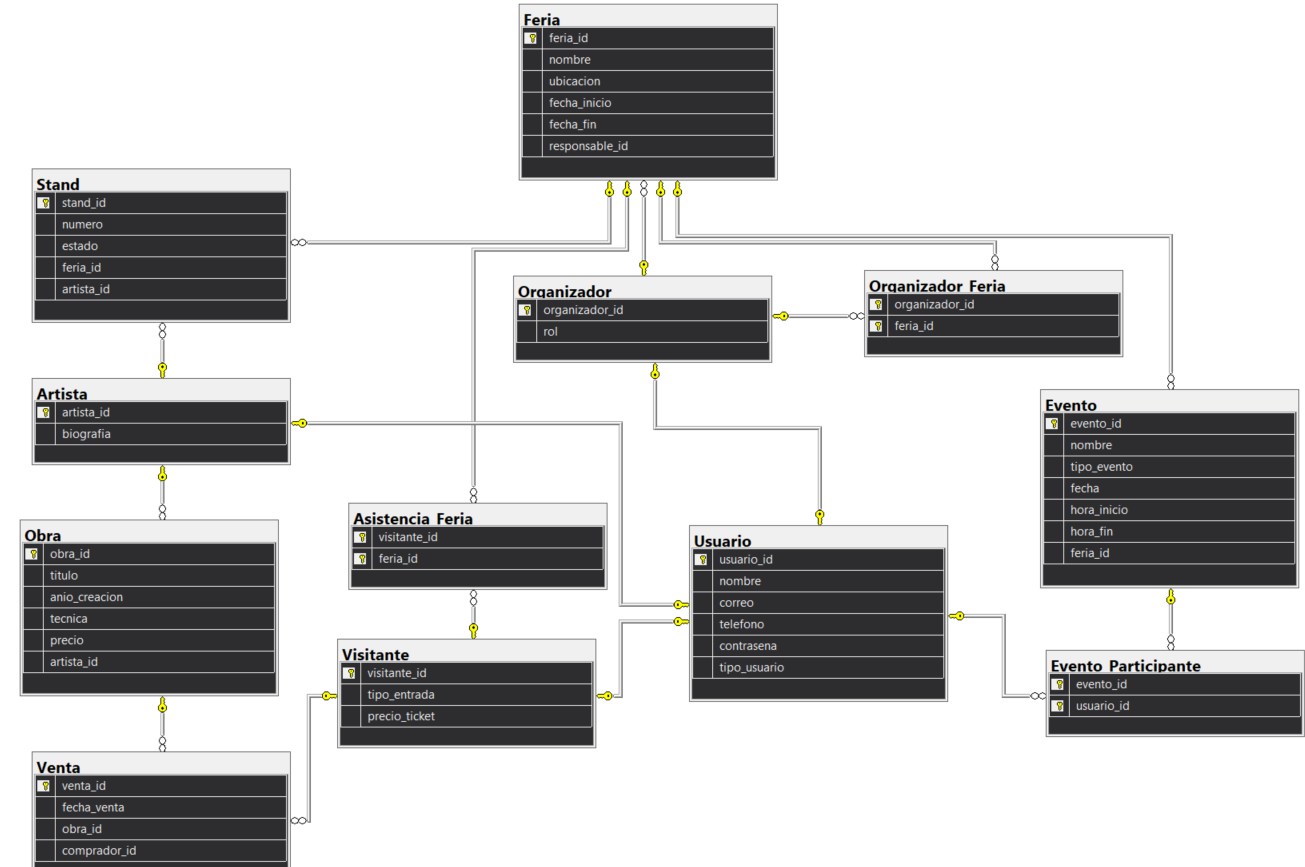 Feria
feria_id
nombre
ubicacion
fecha_inicio
fecha_fin
responsable_id
Stand
stand_id
numero
estado
feria_id
artista_id
Organizador
organizador_id
rol
Organizador_Feria
organizador_id
feria_id
Artista
artista_id
biografia
Evento
evento_id
nombre
tipo_evento
fecha
hora_inicio
hora_fin
feria_id
Asistencia_Feria
visitante_id
feria_id
Obra
obra_id
titulo
anio_creacion
tecnica
precio
artista_id
Usuario
usuario_id
nombre
correo
telefono
contrasena
tipo_usuario
Visitante
visitante_id
tipo_entrada
precio_ticket
Evento_Participante
evento_id
usuario_id
Venta
venta_id
fecha_venta
obra_id
comprador_id